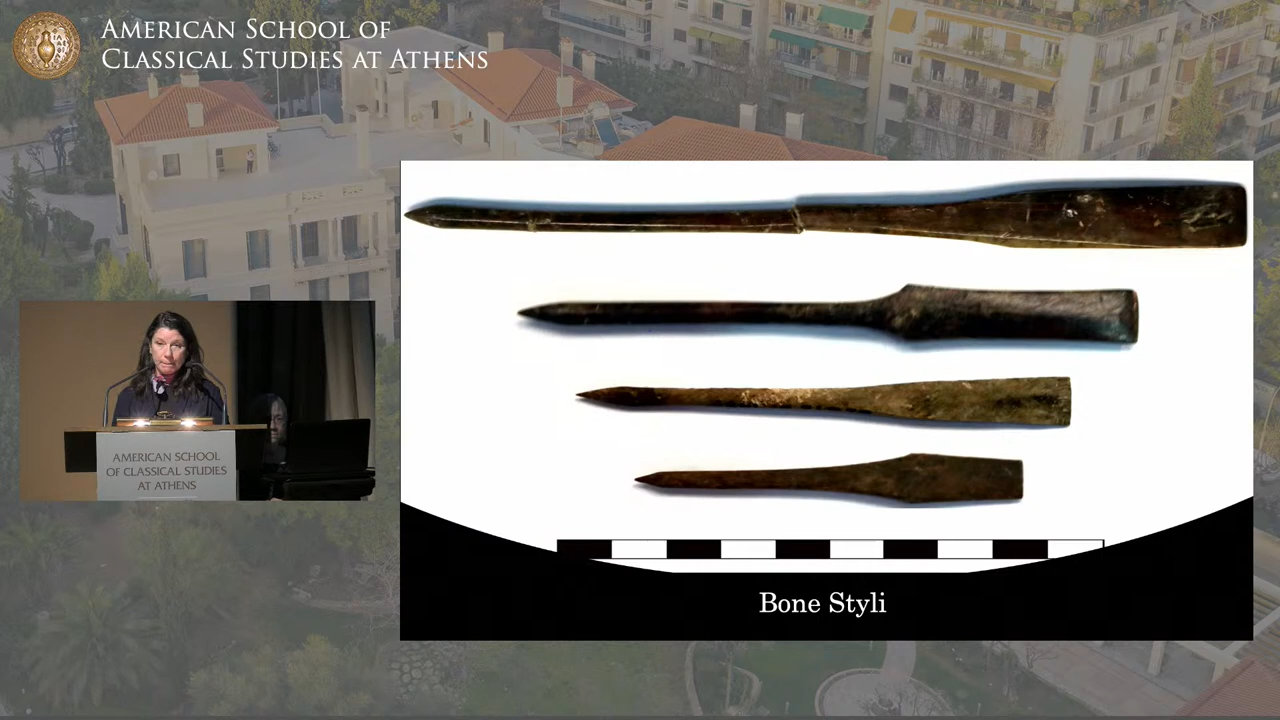 AMERICAN SCHOOL OF
CLASSICAL STUDIES AT ATHENS
AMERICAN SCHOOL
OF CLASSICAL STUDIES
AT ATHENS
Bone Styli